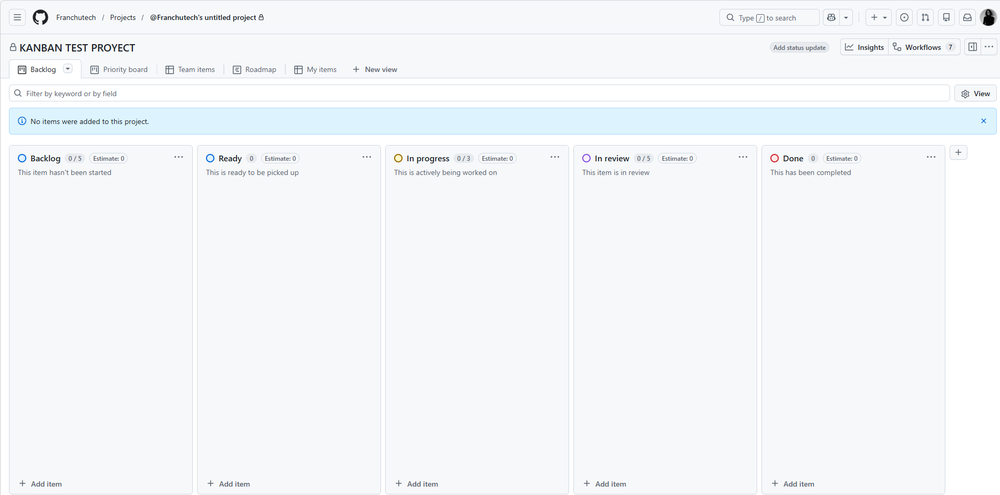 Franchutech / Projects / @Franchutech's untitled project
Type / to search
KANBAN TEST PROYECT
Add status update
Insights
Workflows 7
Backlog
Priority board
Team items
Roadmap
My items
New view
Filter by keyword or by field
View
No items were added to this project.
Backlog 0 / 5 Estimate: 0
This item hasn't been started
Add item
Ready 0 Estimate: 0
This is ready to be picked up
Add item
In progress 0 / 3 Estimate: 0
This is actively being worked on
Add item
In review 0 / 5 Estimate: 0
This item is in review
Add item
Done 0 Estimate: 0
This has been completed
Add item